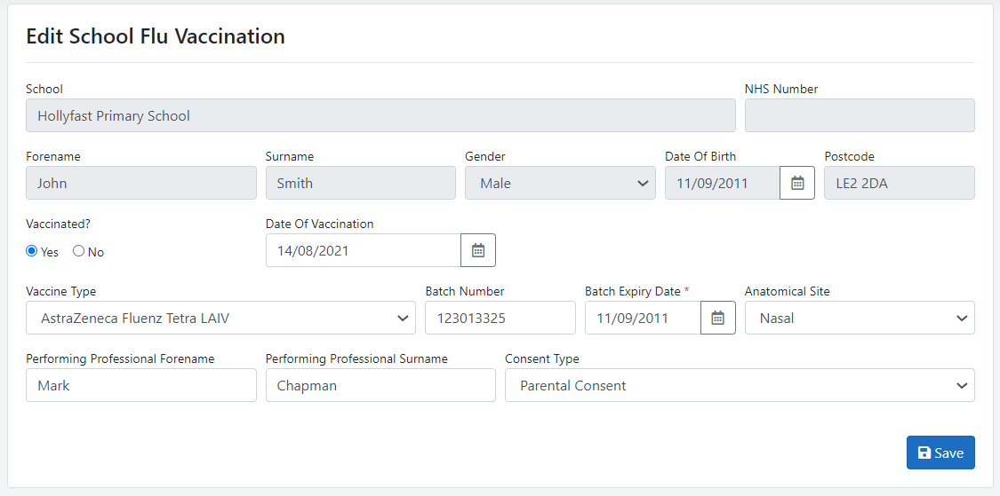 Edit School Flu Vaccination
School NHS Number
Hollyfast Primary School
Forename Surname Gender Date Of Birth Postcode
John Smith Male 11/09/2011 LE2 2DA
Vaccinated? Date Of Vaccination
Yes No 14/08/2021
Vaccine Type Batch Number Batch Expiry Date * Anatomical Site
AstraZeneca Fluenz Tetra LAIV 123013325 11/09/2011 Nasal
Performing Professional Forename Performing Professional Surname Consent Type
Mark Chapman Parental Consent
Save